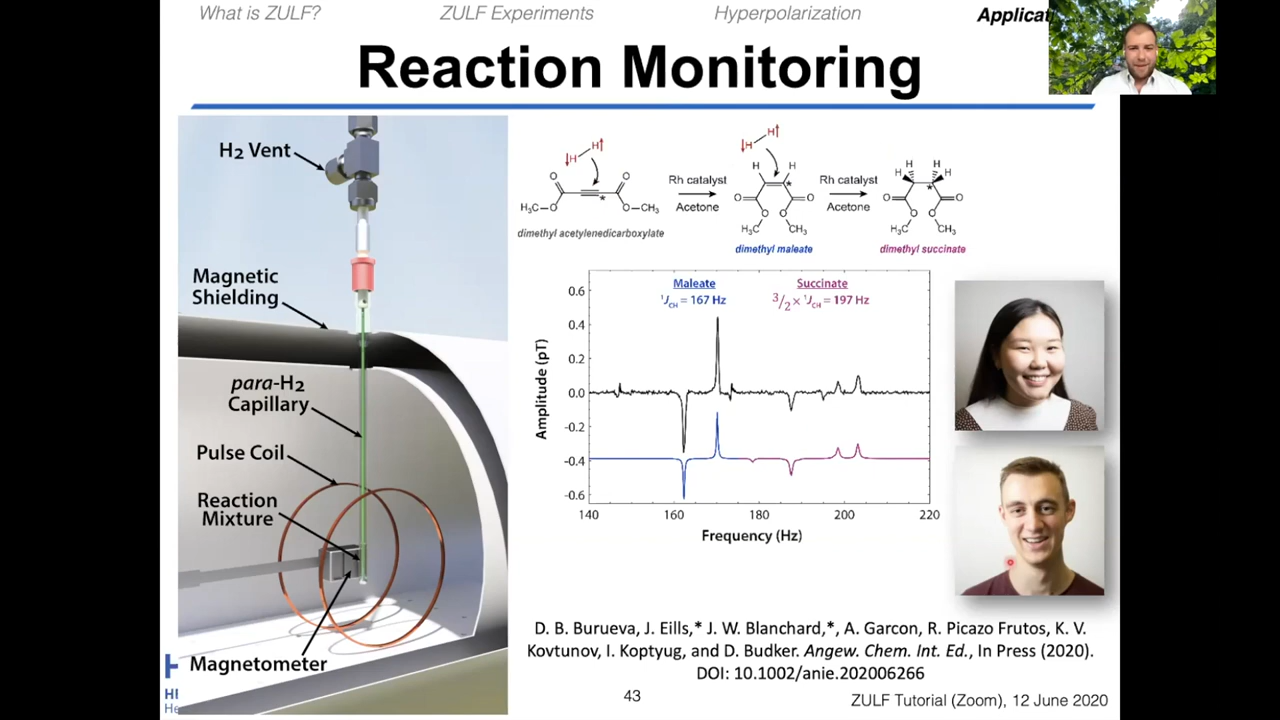 What is ZULF?
ZULF Experiments
Hyperpolarization
Applicat
Reaction Monitoring
H2 Vent
Magnetic
Shielding
para-H2
Capillary
Pulse Coil
Reaction
Mixture
Magnetometer
H
HI
He
↓H H↑
O O
H₃C O * O CH₃
dimethyl acetylenedicarboxylate
Rh catalyst
Acetone
↓H H↑
H H
*
O O
O O
H₃C CH₃
dimethyl maleate
Rh catalyst
Acetone
H H
H H
*
O O
O O
H₃C CH₃
dimethyl succinate
Maleate
¹J_CH = 167 Hz
Succinate
3/2 × ¹J_CH = 197 Hz
Amplitude (pT)
0.6
0.4
0.2
0.0
-0.2
-0.4
-0.6
140 160 180 200 220
Frequency (Hz)
D. B. Burueva, J. Eills,* J. W. Blanchard,*, A. Garcon, R. Picazo Frutos, K. V.
Kovtunov, I. Koptyug, and D. Budker. Angew. Chem. Int. Ed., In Press (2020).
DOI: 10.1002/anie.202006266
43
ZULF Tutorial (Zoom), 12 June 2020